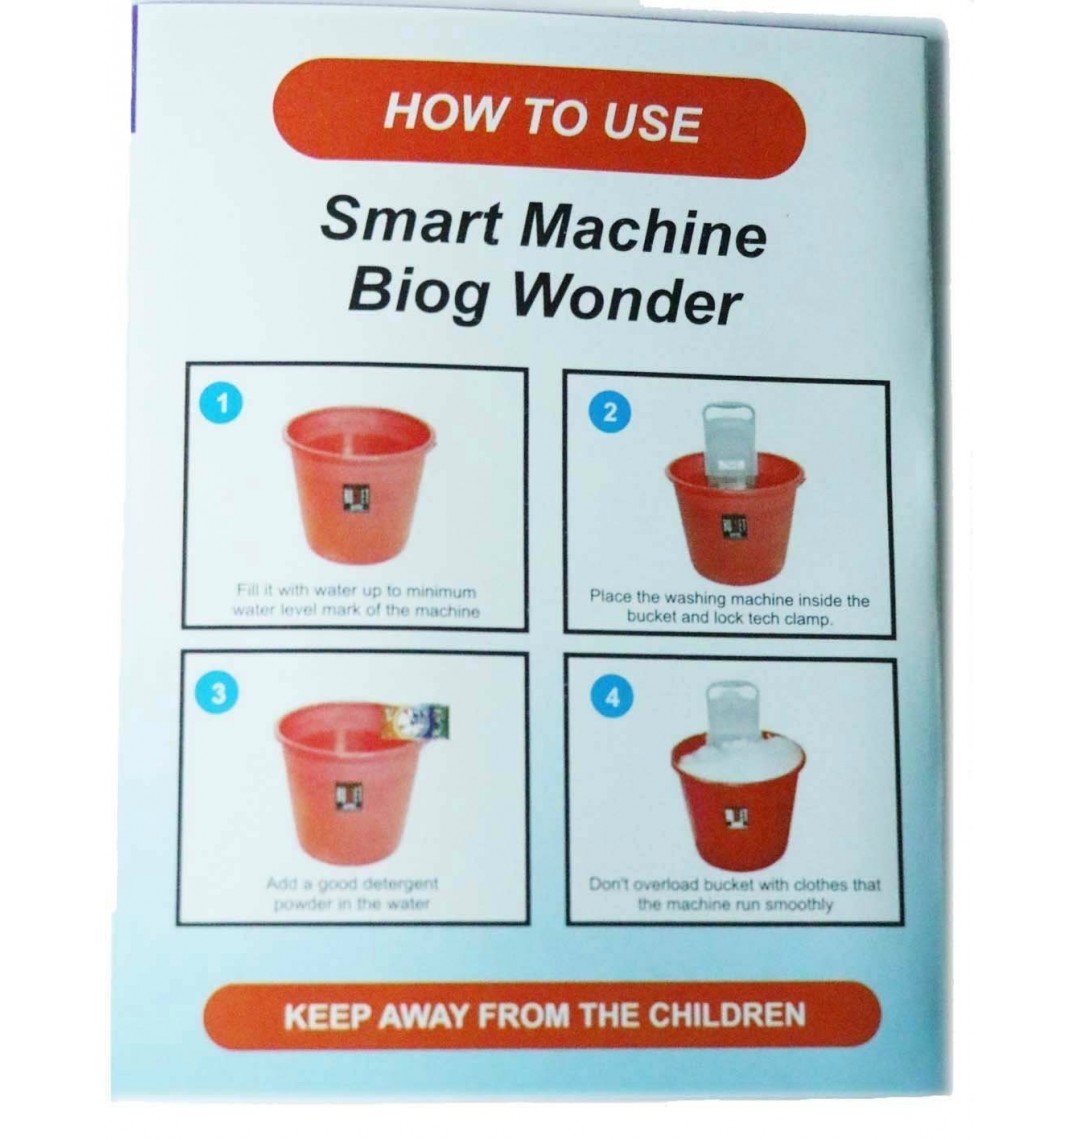 HOW TO USE
Smart Machine
Biog Wonder
1
Fill it with water up to minimum
water level mark of the machine
2
Place the washing machine inside the
bucket and lock tech clamp.
3
Add a good detergent
powder in the water
4
Don't overload bucket with clothes that
the machine run smoothly
KEEP AWAY FROM THE CHILDREN